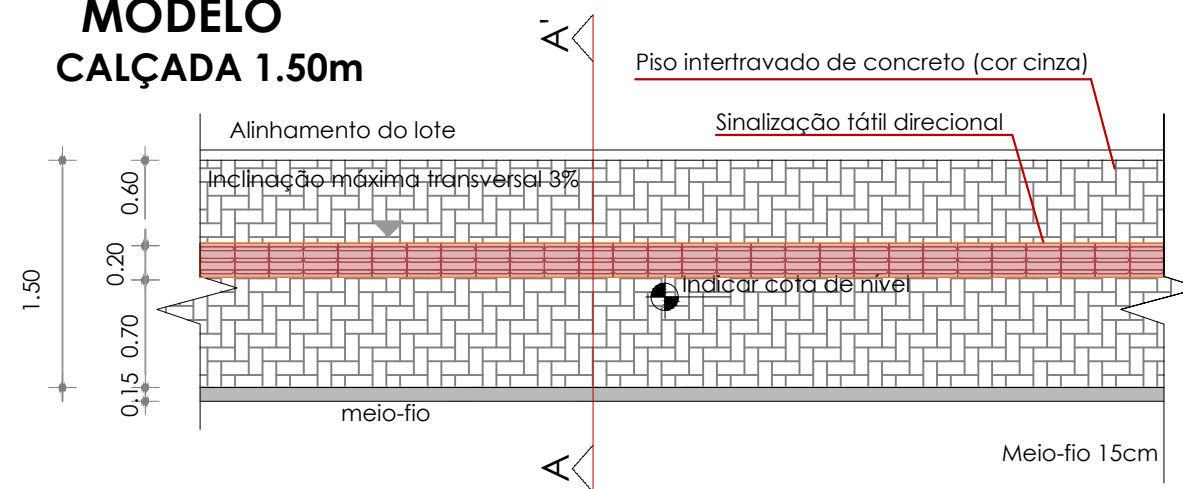 MODELO
CALÇADA 1.50m
A'
Piso intertravado de concreto (cor cinza)
Alinhamento do lote
Sinalização tátil direcional
Inclinação máxima transversal 3%
0.60
0.20
1.50
Indicar cota de nível
0.70
0.15
meio-fio
A
Meio-fio 15cm